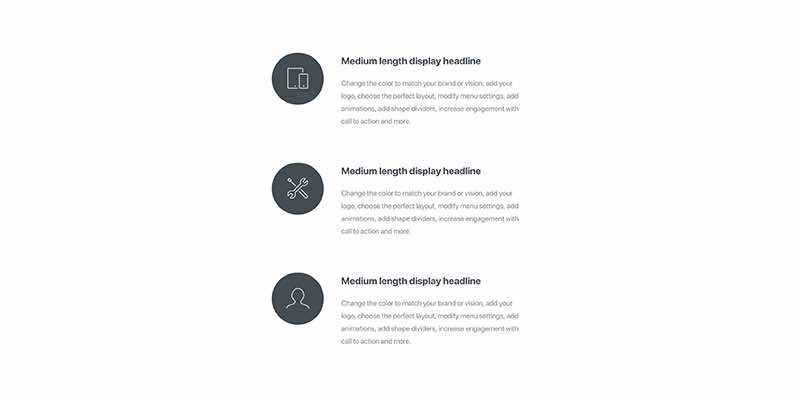 Medium length display headline
Change the color to match your brand or vision, add your
logo, choose the perfect layout, modify menu settings, add
animations, add shape dividers, increase engagement with
call to action and more.
Medium length display headline
Change the color to match your brand or vision, add your
logo, choose the perfect layout, modify menu settings, add
animations, add shape dividers, increase engagement with
call to action and more.
Medium length display headline
Change the color to match your brand or vision, add your
logo, choose the perfect layout, modify menu settings, add
animations, add shape dividers, increase engagement with
call to action and more.